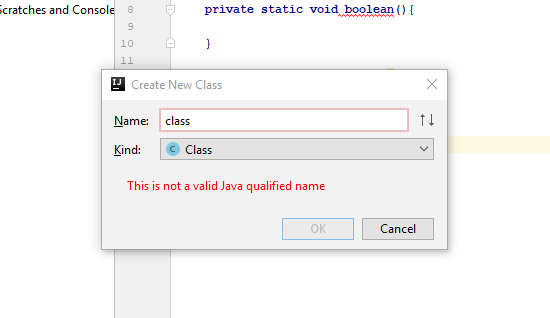 Scratches and Console
8 private static void boolean(){
9
10 }
11
IJ Create New Class
Name: class
Kind: C Class
This is not a valid Java qualified name
OK Cancel